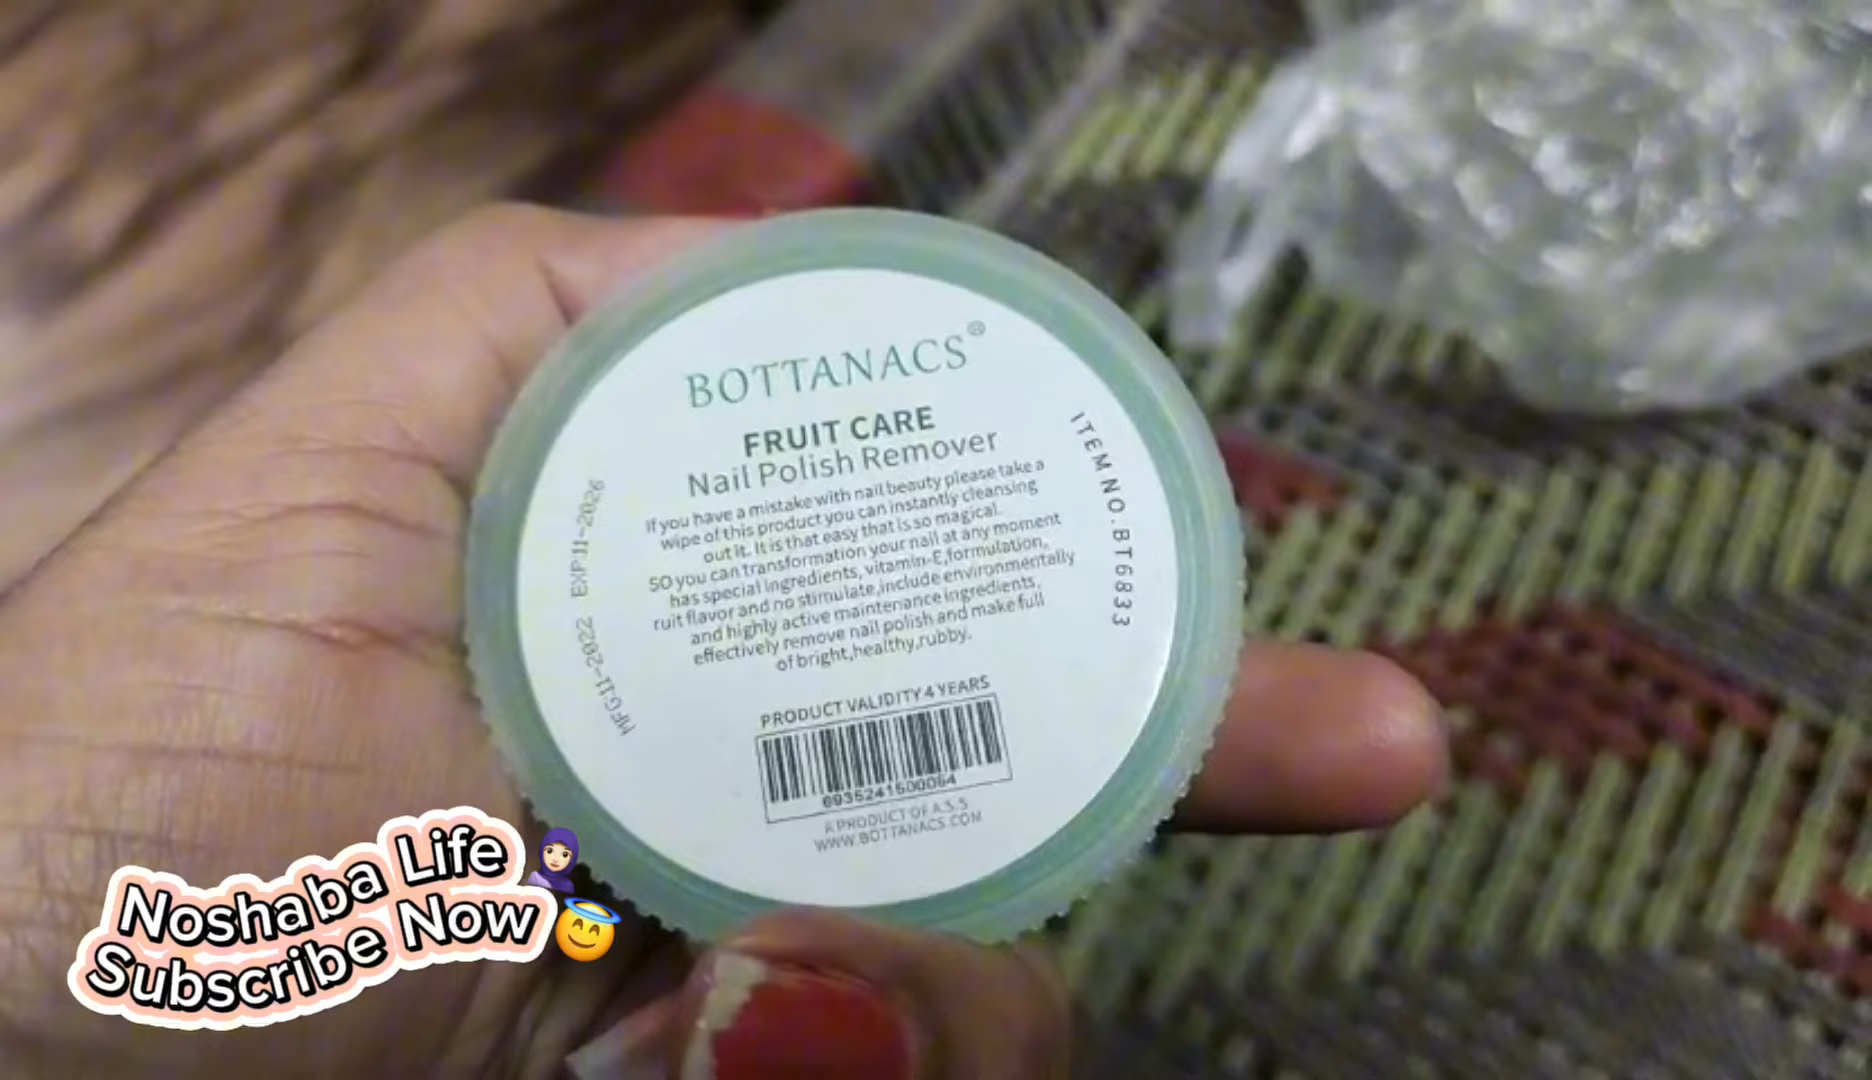 BOTTANACS®
FRUIT CARE
Nail Polish Remover
If you have a mistake with nail beauty please take a
wipe of this product you can instantly cleansing
out it. It is that easy that is so magical.
SO you can transformation your nail at any moment
has special ingredients, vitamin-E,formulation,
ruit flavor and no stimulate,include environmentally
and highly active maintenance ingredients,
effectively remove nail polish and make full
of bright,healthy,rubby.
PRODUCT VALIDITY 4 YEARS
6935241500064
A PRODUCT OF A.S.S
WWW.BOTTANACS.COM
MFG:11-2022 EXP:11-2026
ITEM NO.BT6833
Noshaba Life
Subscribe Now